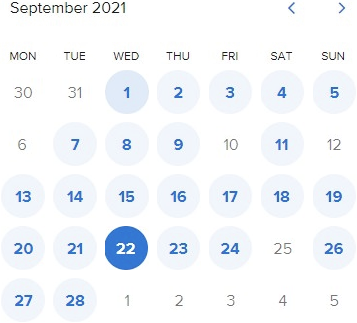 September 2021
MON TUE WED THU FRI SAT SUN
30 31 1 2 3 4 5
6 7 8 9 10 11 12
13 14 15 16 17 18 19
20 21 22 23 24 25 26
27 28 1 2 3 4 5